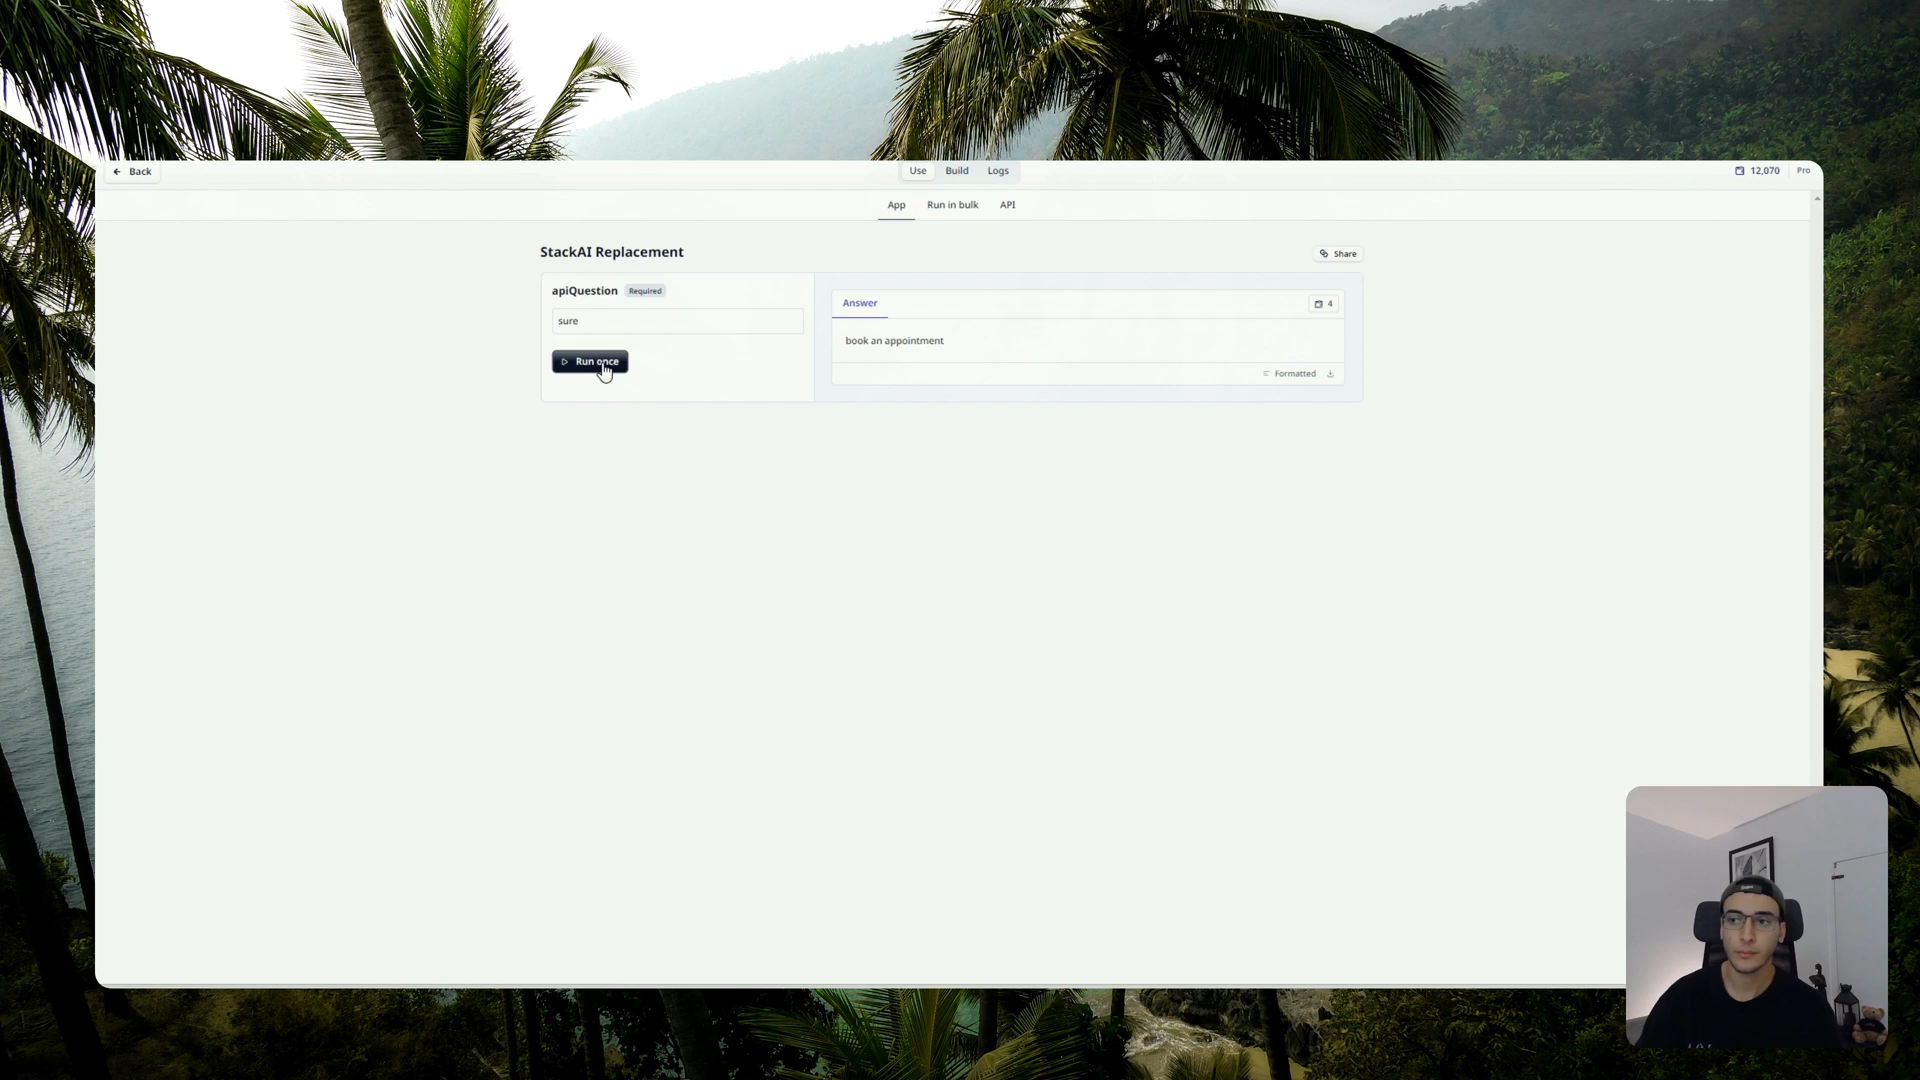 Back
Use Build Logs
12,070 Pro
App Run in bulk API
StackAI Replacement
Share
apiQuestion Required
sure
Run once
Answer
4
book an appointment
Formatted